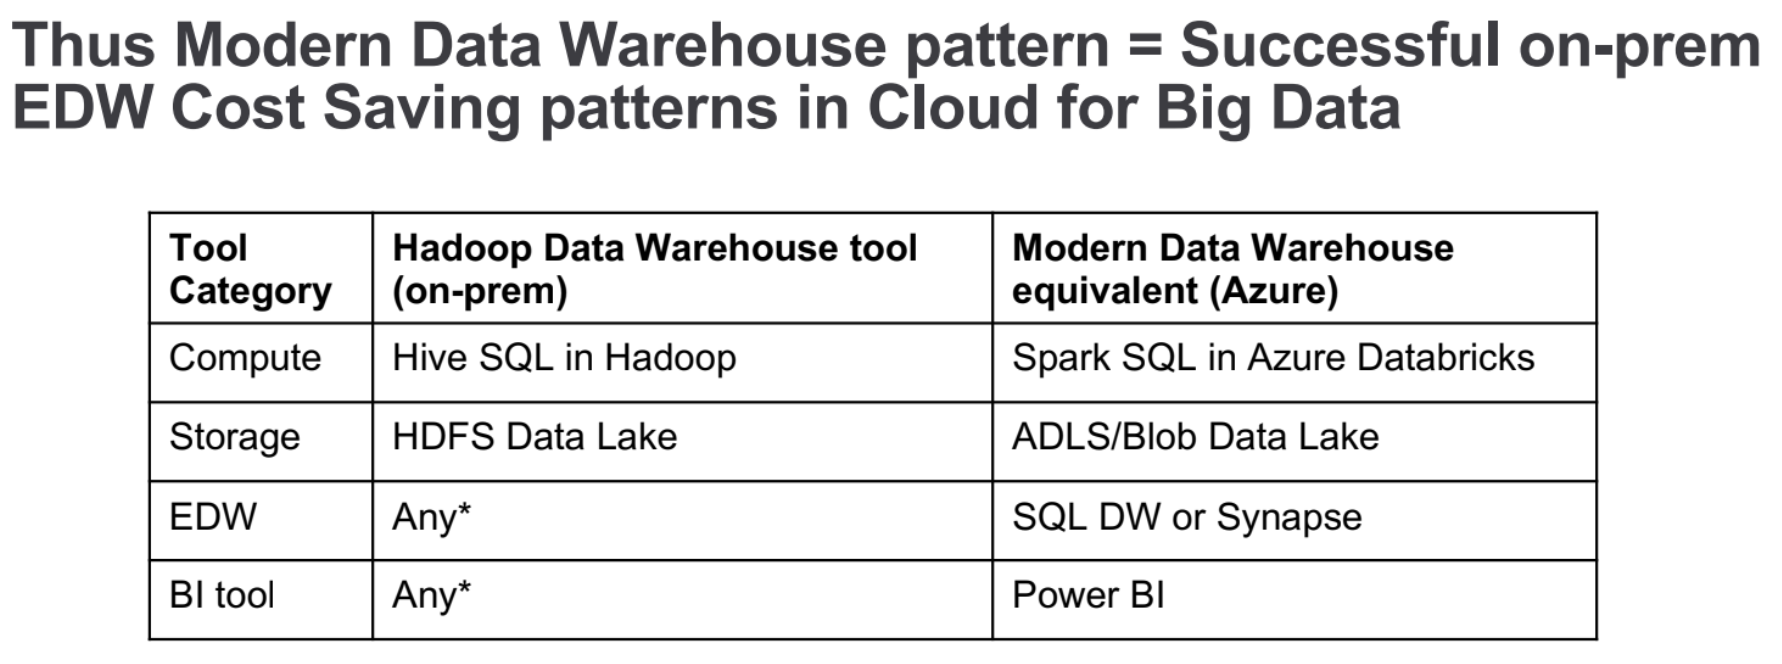 Thus Modern Data Warehouse pattern = Successful on-prem
EDW Cost Saving patterns in Cloud for Big Data
Tool Category
Hadoop Data Warehouse tool (on-prem)
Modern Data Warehouse equivalent (Azure)
Compute
Hive SQL in Hadoop
Spark SQL in Azure Databricks
Storage
HDFS Data Lake
ADLS/Blob Data Lake
EDW
Any*
SQL DW or Synapse
BI tool
Any*
Power BI